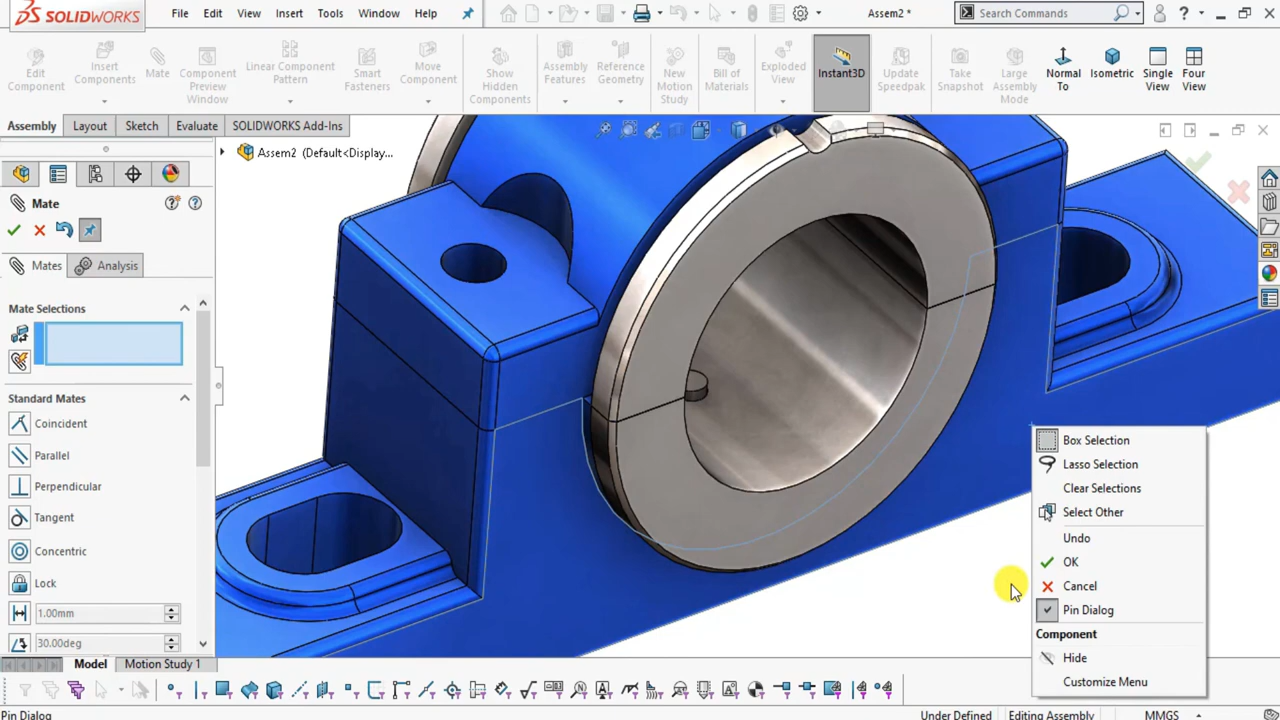 SOLIDWORKS
File
Edit
View
Insert
Tools
Window
Help
Assem2 *
Search Commands
Edit
Component
Insert
Components
Mate
Component
Preview
Window
Linear Component
Pattern
Smart
Fasteners
Move
Component
Show
Hidden
Components
Assembly
Features
Reference
Geometry
New
Motion
Study
Bill of
Materials
Exploded
View
Instant3D
Update
Speedpak
Take
Snapshot
Large
Assembly
Mode
Normal
To
Isometric
Single
View
Four
View
Assembly
Layout
Sketch
Evaluate
SOLIDWORKS Add-Ins
Assem2 (Default<Display...
Mate
Mates
Analysis
Mate Selections
Standard Mates
Coincident
Parallel
Perpendicular
Tangent
Concentric
Lock
1.00mm
30.00deg
Box Selection
Lasso Selection
Clear Selections
Select Other
Undo
OK
Cancel
Pin Dialog
Component
Hide
Customize Menu
Model
Motion Study 1
Pin Dialog
Under Defined
Editing Assembly
MMGS